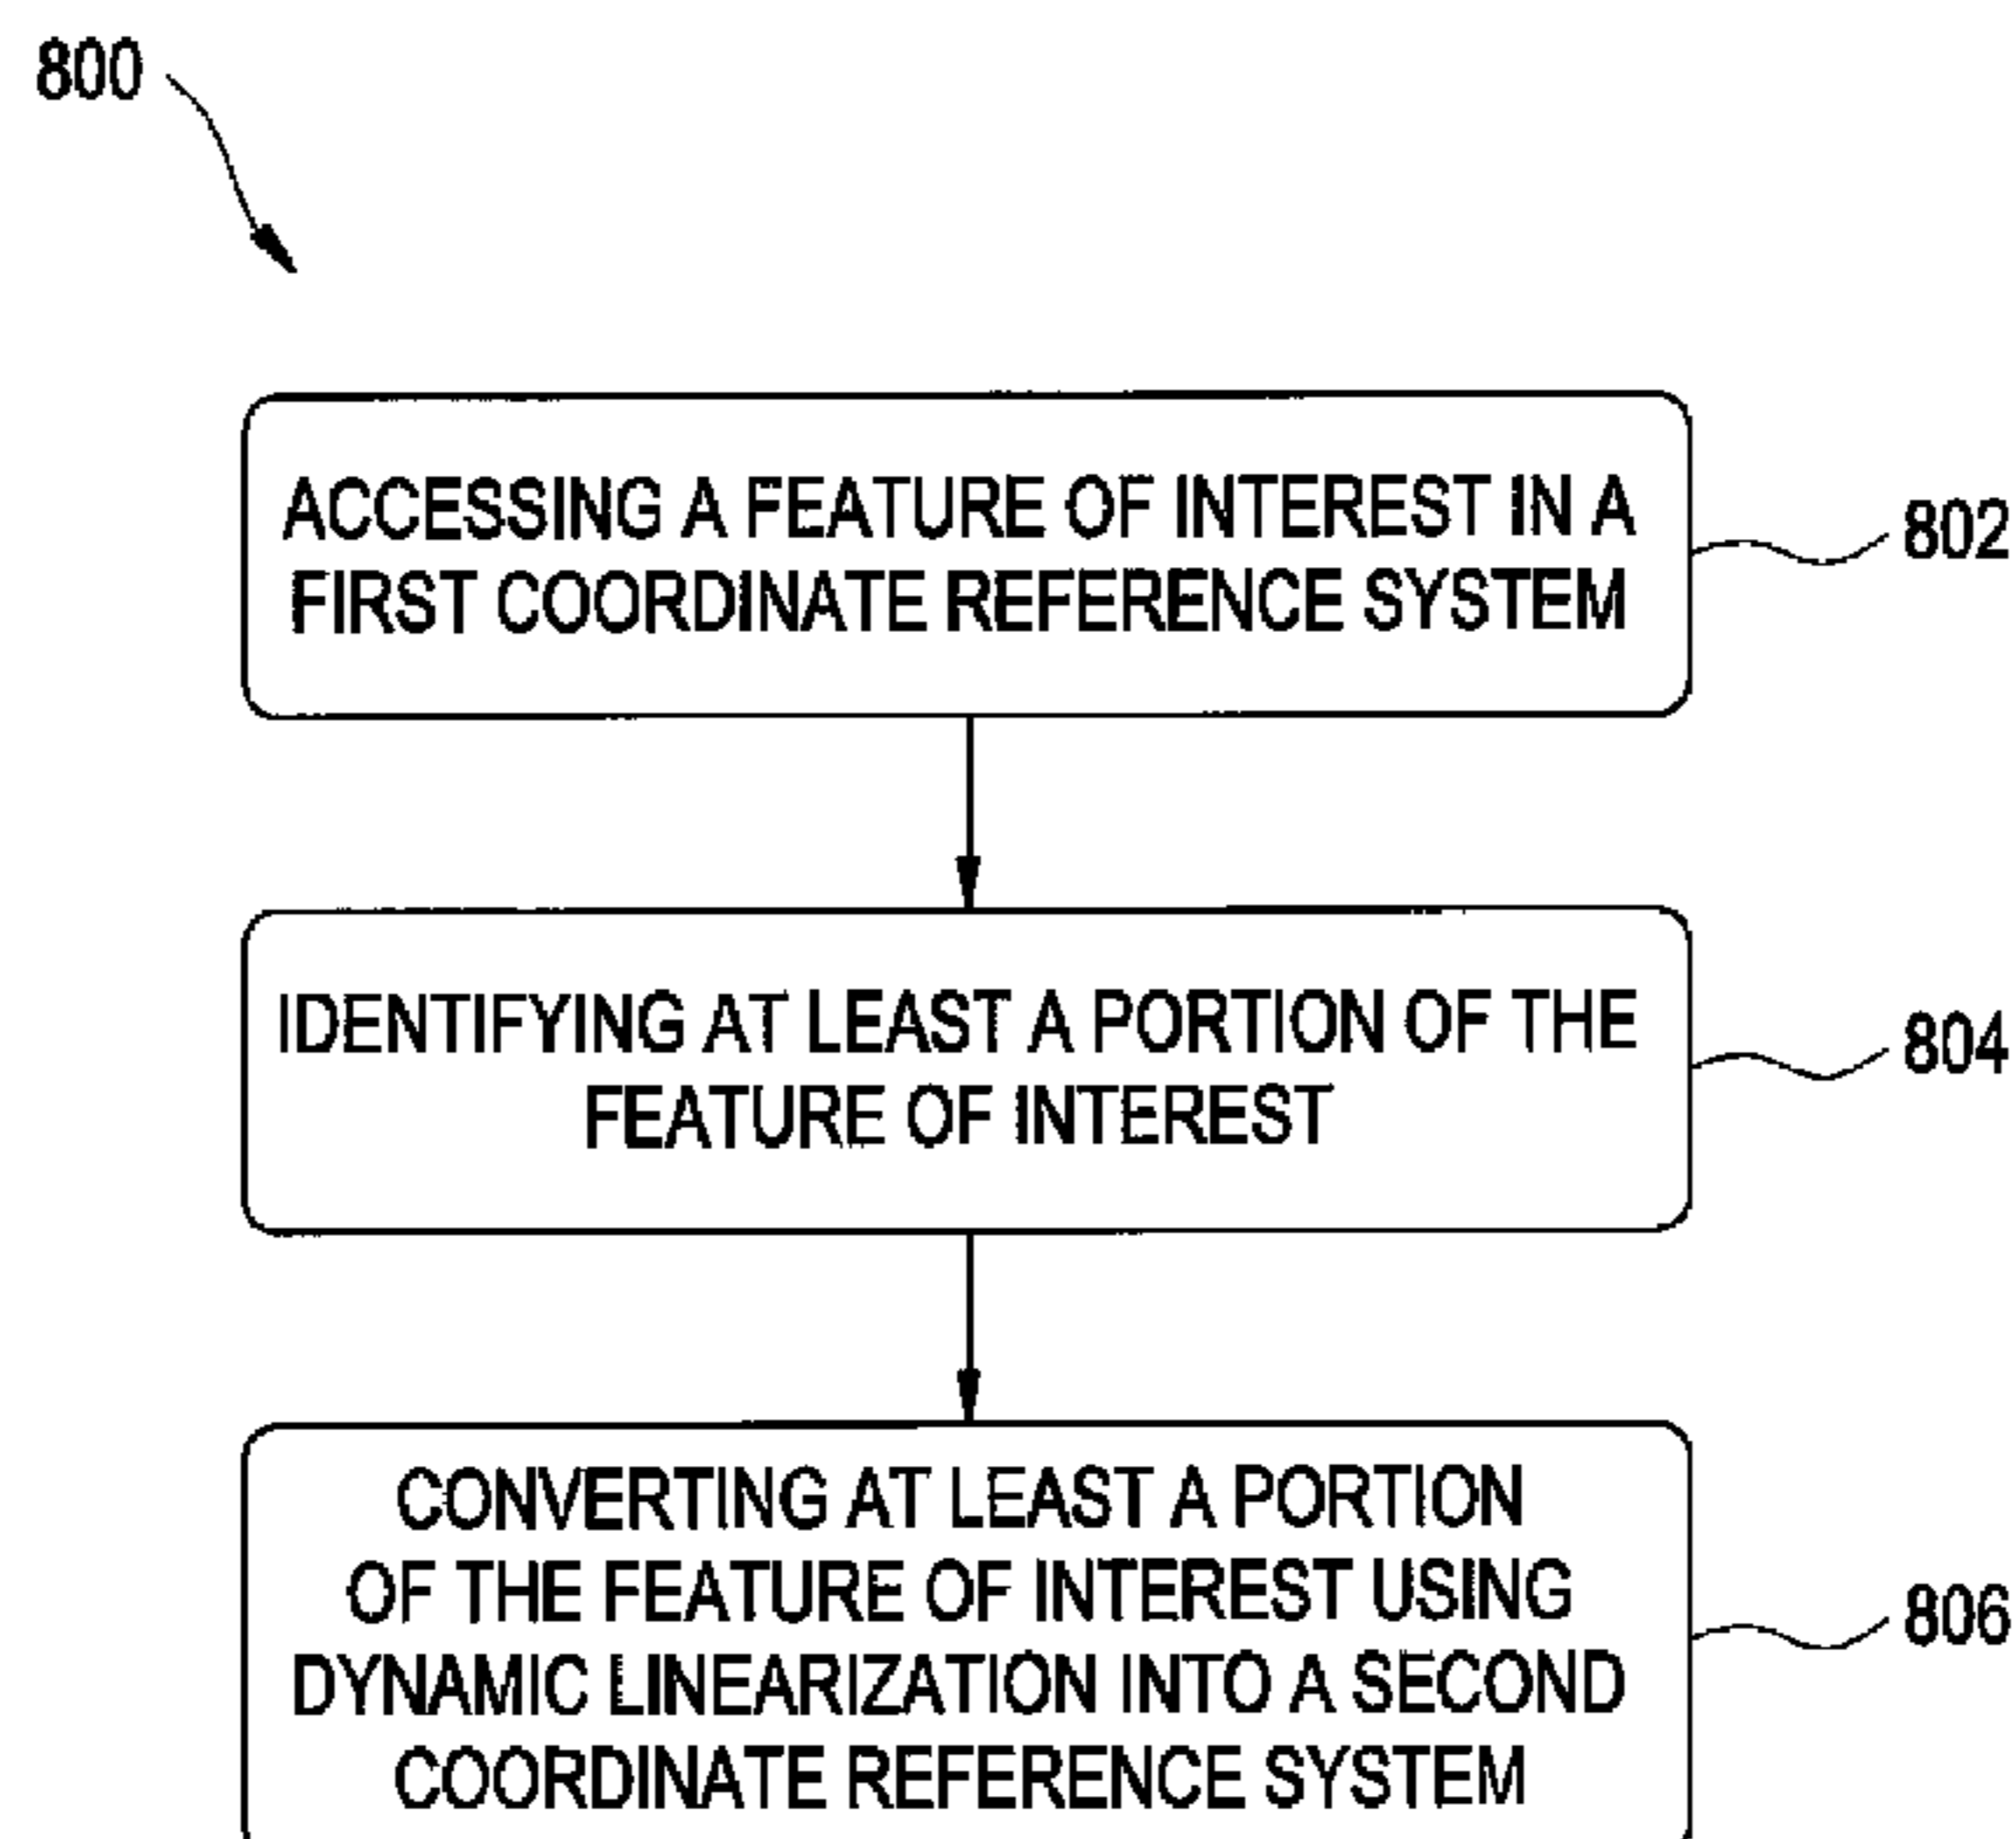 800
ACCESSING A FEATURE OF INTEREST IN A
FIRST COORDINATE REFERENCE SYSTEM
802
IDENTIFYING AT LEAST A PORTION OF THE
FEATURE OF INTEREST
804
CONVERTING AT LEAST A PORTION
OF THE FEATURE OF INTEREST USING
DYNAMIC LINEARIZATION INTO A SECOND
COORDINATE REFERENCE SYSTEM
806